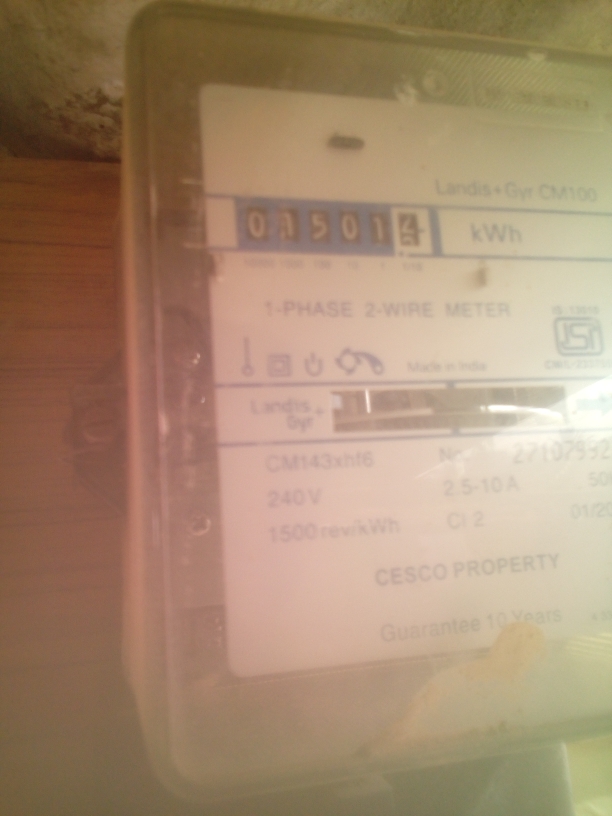 Landis+Gyr CM100
01501
kWh
1-PHASE 2-WIRE METER
Made in India
Landis+
Gyr
CM143xhf6
240V
2.5-10 A
1500 rev/kWh
Cl 2
CESCO PROPERTY
Guarantee 10 Years